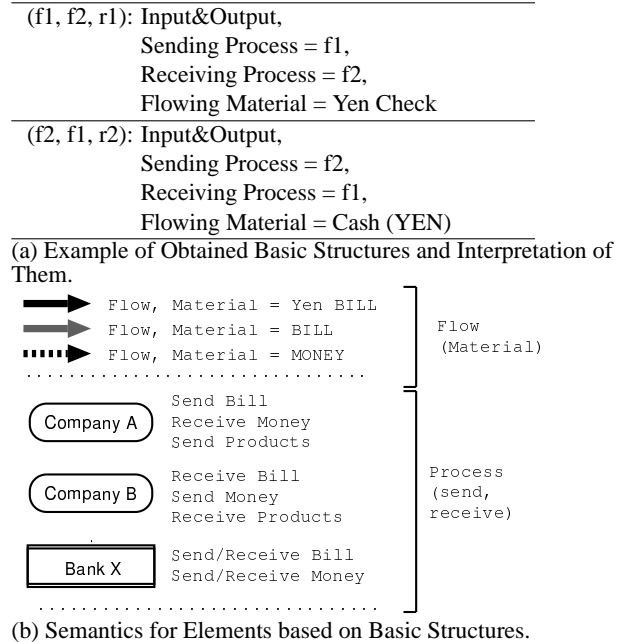 (f1, f2, r1): Input&Output,
Sending Process = f1,
Receiving Process = f2,
Flowing Material = Yen Check
(f2, f1, r2): Input&Output,
Sending Process = f2,
Receiving Process = f1,
Flowing Material = Cash (YEN)
(a) Example of Obtained Basic Structures and Interpretation of
Them.
Flow, Material = Yen BILL
Flow, Material = BILL
Flow, Material = MONEY
Flow
(Material)
Company A
Send Bill
Receive Money
Send Products
Company B
Receive Bill
Send Money
Receive Products
Process
(send,
receive)
Bank X
Send/Receive Bill
Send/Receive Money
(b) Semantics for Elements based on Basic Structures.